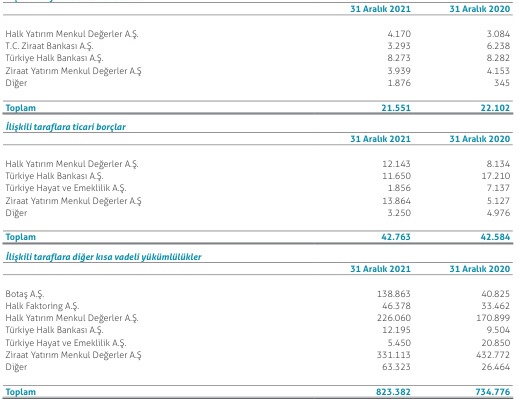 31 Aralık 2021 31 Aralık 2020
Halk Yatırım Menkul Değerler A.Ş. 4.170 3.084
T.C. Ziraat Bankası A.Ş. 3.293 6.238
Türkiye Halk Bankası A.Ş. 8.273 8.282
Ziraat Yatırım Menkul Değerler A.Ş 3.939 4.153
Diğer 1.876 345
Toplam 21.551 22.102
İlişkili taraflara ticari borçlar
31 Aralık 2021 31 Aralık 2020
Halk Yatırım Menkul Değerler A.Ş. 12.143 8.134
Türkiye Halk Bankası A.Ş. 11.650 17.210
Türkiye Hayat ve Emeklilik A.Ş. 1.856 7.137
Ziraat Yatırım Menkul Değerler A.Ş 13.864 5.127
Diğer 3.250 4.976
Toplam 42.763 42.584
İlişkili taraflara diğer kısa vadeli yükümlülükler
31 Aralık 2021 31 Aralık 2020
Botaş A.Ş. 138.863 40.825
Halk Faktoring A.Ş. 46.378 33.462
Halk Yatırım Menkul Değerler A.Ş. 226.060 170.899
Türkiye Halk Bankası A.Ş. 12.195 9.504
Türkiye Hayat ve Emeklilik A.Ş. 5.450 20.850
Ziraat Yatırım Menkul Değerler A.Ş 331.113 432.772
Diğer 63.323 26.464
Toplam 823.382 734.776